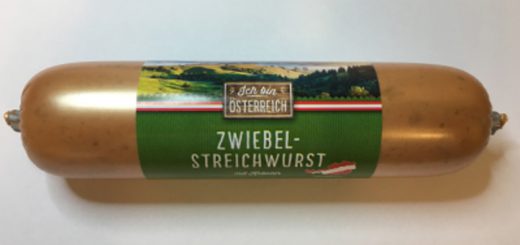 Ich bin
ÖSTERREICH
ZWIEBEL-
STREICHWURST